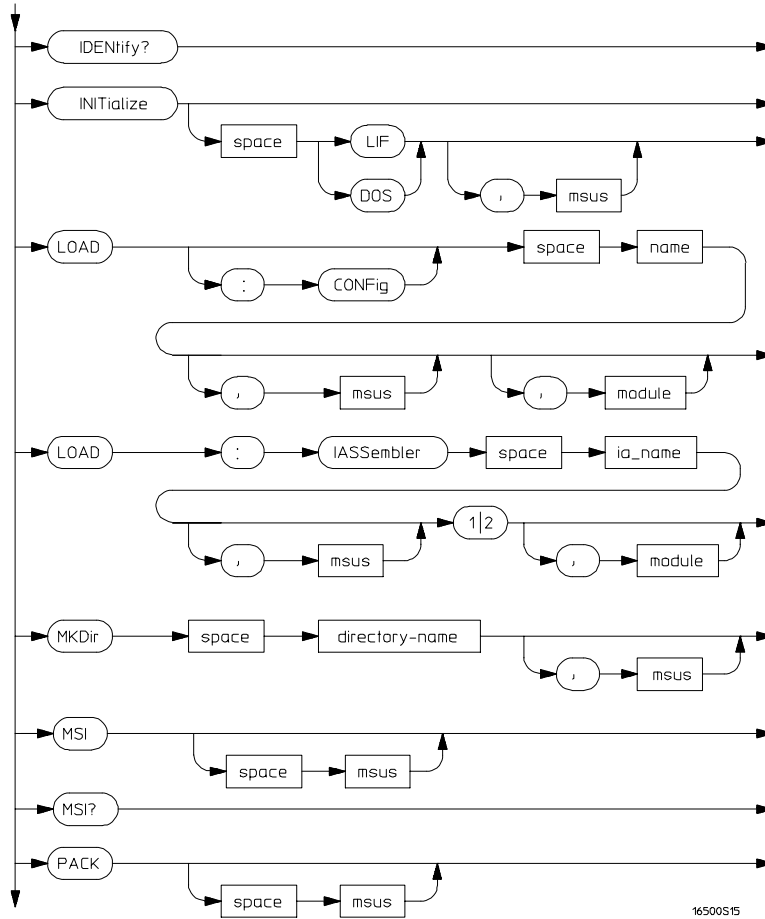 IDENtify?
INITialize
space LIF
DOS , msus
LOAD space name
: CONFig
, msus , module
LOAD : IASSembler space ia_name
1|2
, msus , module
MKDir space directory-name
, msus
MSI
space msus
MSI?
PACK
space msus
16500S15